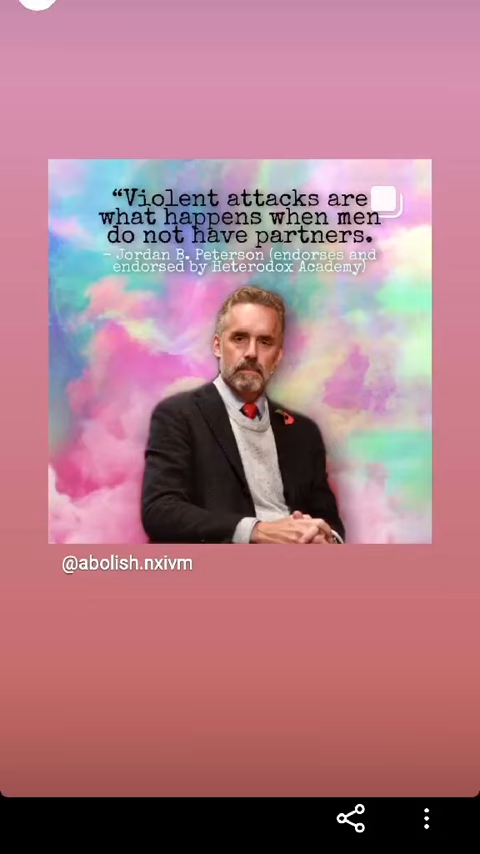 “Violent attacks are
what happens when men
do not have partners.
- Jordan B. Peterson (endorses and
endorsed by Heterodox Academy)
@abolish.nxivm